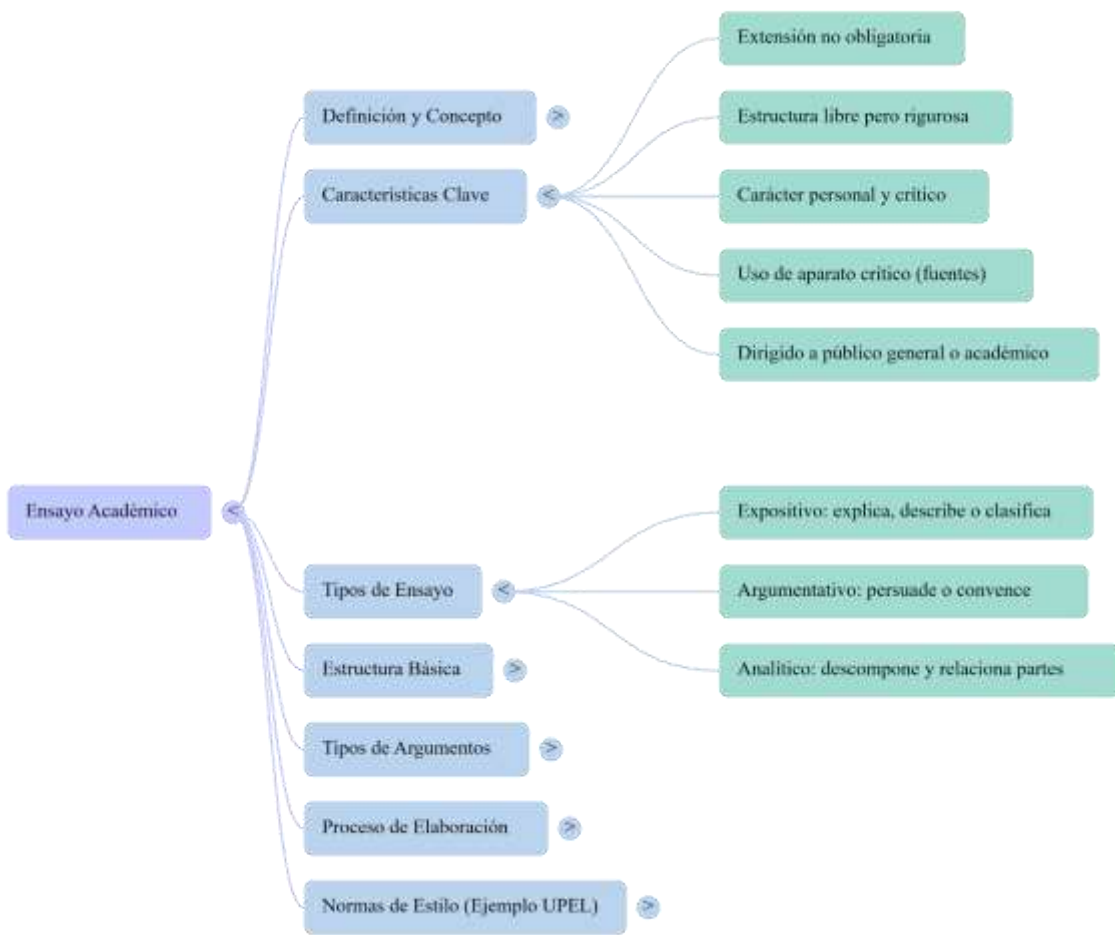 Ensayo Académico
Definición y Concepto
>
Características Clave
<
Extensión no obligatoria
Estructura libre pero rigurosa
Carácter personal y crítico
Uso de aparato crítico (fuentes)
Dirigido a público general o académico
<
Tipos de Ensayo
<
Expositivo: explica, describe o clasifica
Argumentativo: persuade o convence
Analítico: descompone y relaciona partes
Estructura Básica
>
Tipos de Argumentos
>
Proceso de Elaboración
>
Normas de Estilo (Ejemplo UPEL)
>